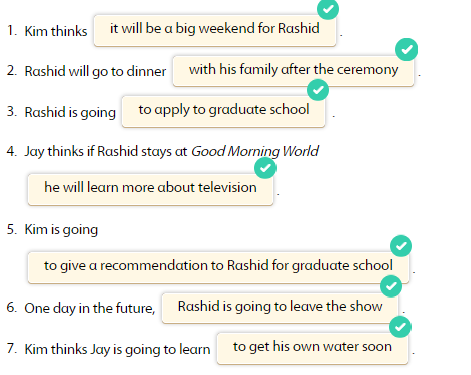 1. Kim thinks it will be a big weekend for Rashid.
2. Rashid will go to dinner with his family after the ceremony.
3. Rashid is going to apply to graduate school.
4. Jay thinks if Rashid stays at Good Morning World
he will learn more about television.
5. Kim is going
to give a recommendation to Rashid for graduate school.
6. One day in the future, Rashid is going to leave the show.
7. Kim thinks Jay is going to learn to get his own water soon.